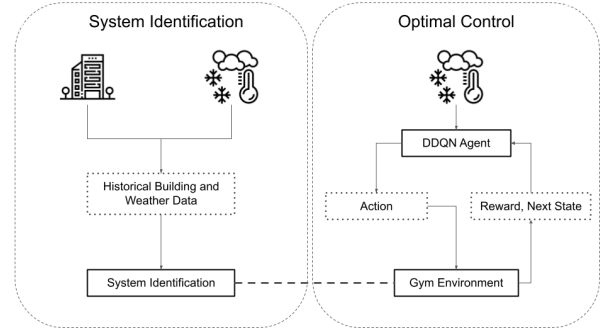 System Identification
Historical Building and
Weather Data
System Identification
Optimal Control
DDQN Agent
Action
Reward, Next State
Gym Environment